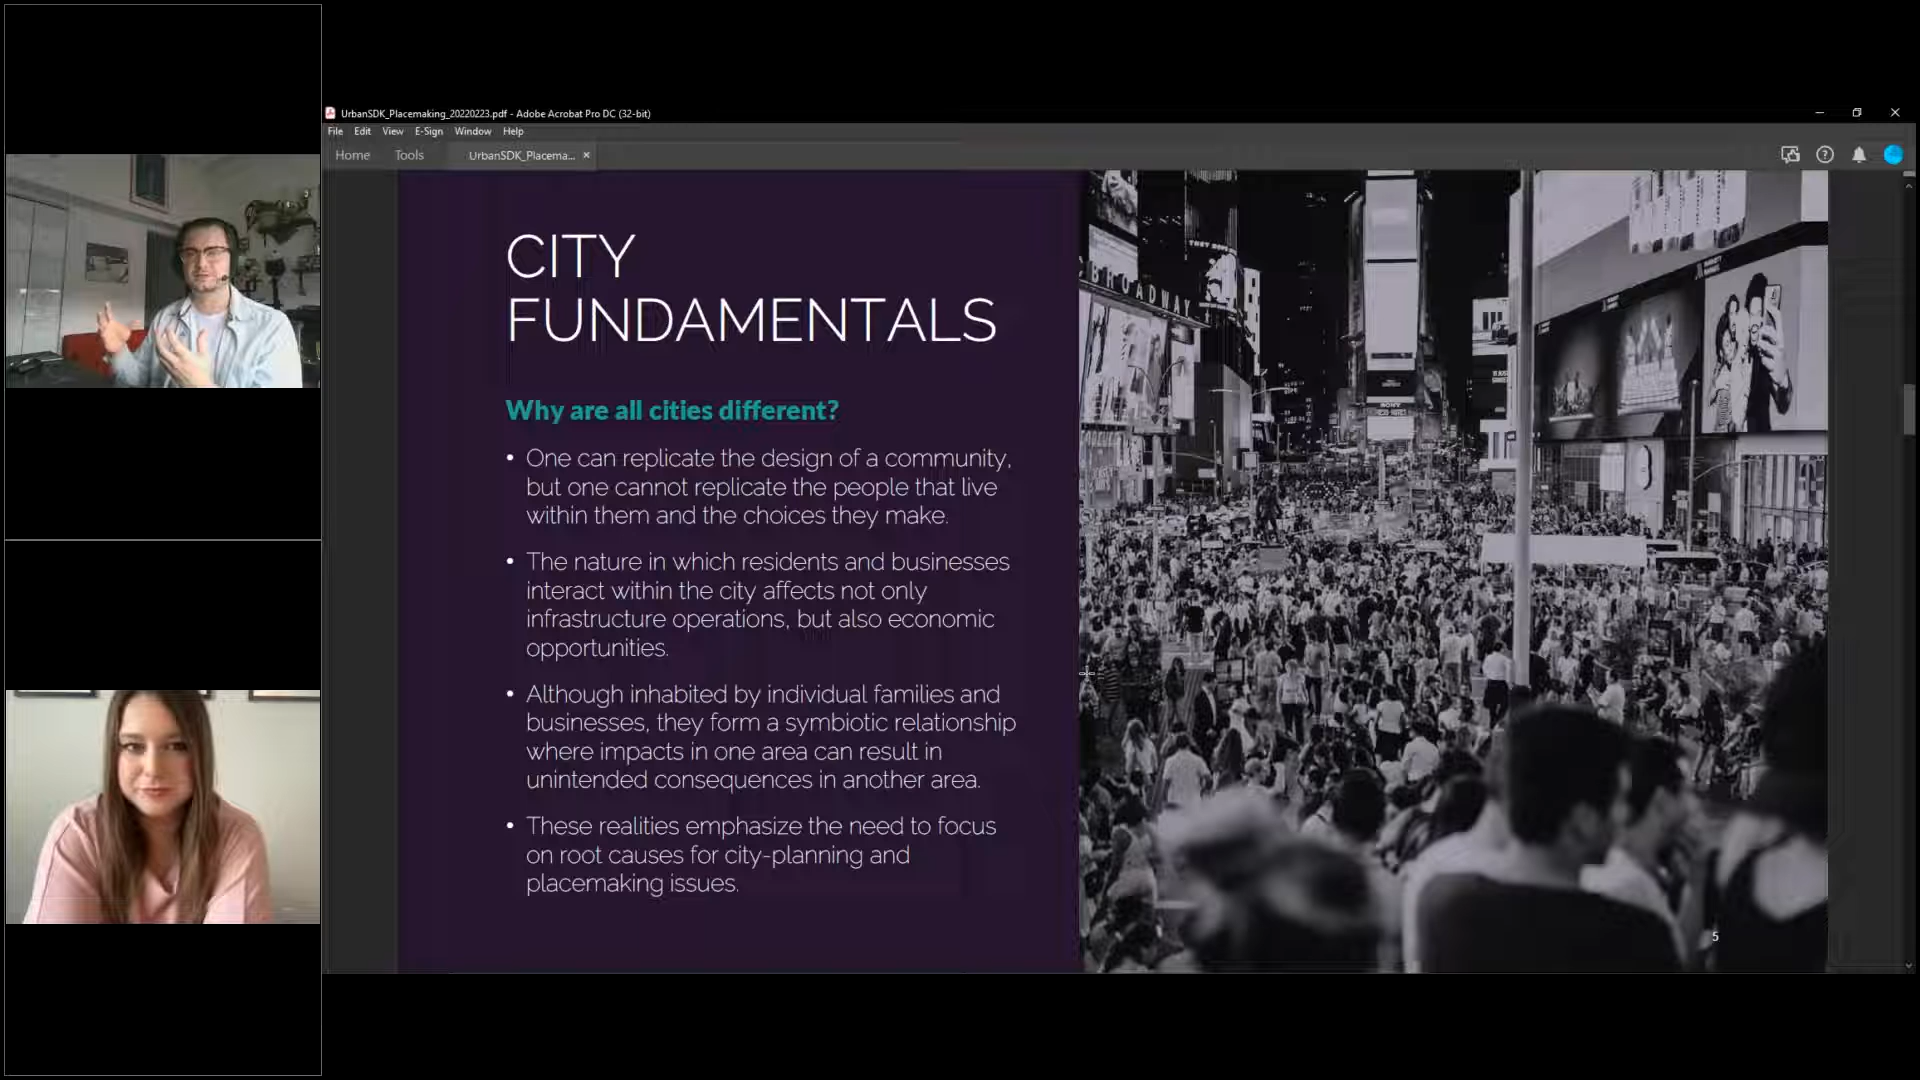 UrbanSDK_Placemaking_20220223.pdf - Adobe Acrobat Pro DC (32-bit)
File Edit View E-Sign Window Help
Home Tools UrbanSDK_Placema...
CITY
FUNDAMENTALS
Why are all cities different?
• One can replicate the design of a community,
but one cannot replicate the people that live
within them and the choices they make.
• The nature in which residents and businesses
interact within the city affects not only
infrastructure operations, but also economic
opportunities.
• Although inhabited by individual families and
businesses, they form a symbiotic relationship
where impacts in one area can result in
unintended consequences in another area.
• These realities emphasize the need to focus
on root causes for city-planning and
placemaking issues.
BROADWAY
SONY
5